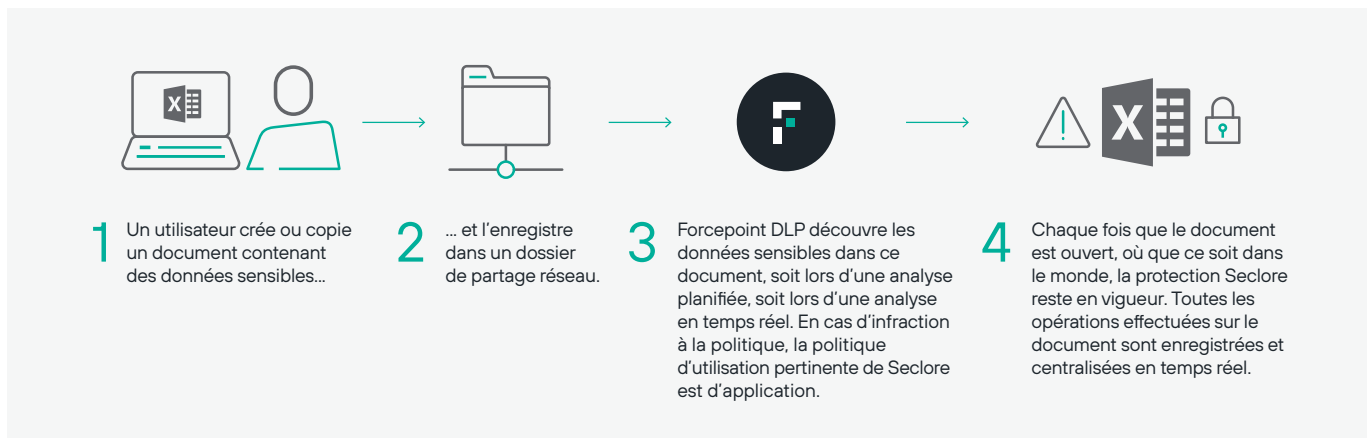 1
Un utilisateur crée ou copie
un document contenant
des données sensibles...
2
... et l'enregistre
dans un dossier
de partage réseau.
3
Forcepoint DLP découvre les
données sensibles dans ce
document, soit lors d'une analyse
planifiée, soit lors d'une analyse
en temps réel. En cas d'infraction
à la politique, la politique
d'utilisation pertinente de Seclore
est d'application.
4
Chaque fois que le document
est ouvert, où que ce soit dans
le monde, la protection Seclore
reste en vigueur. Toutes les
opérations effectuées sur le
document sont enregistrées et
centralisées en temps réel.